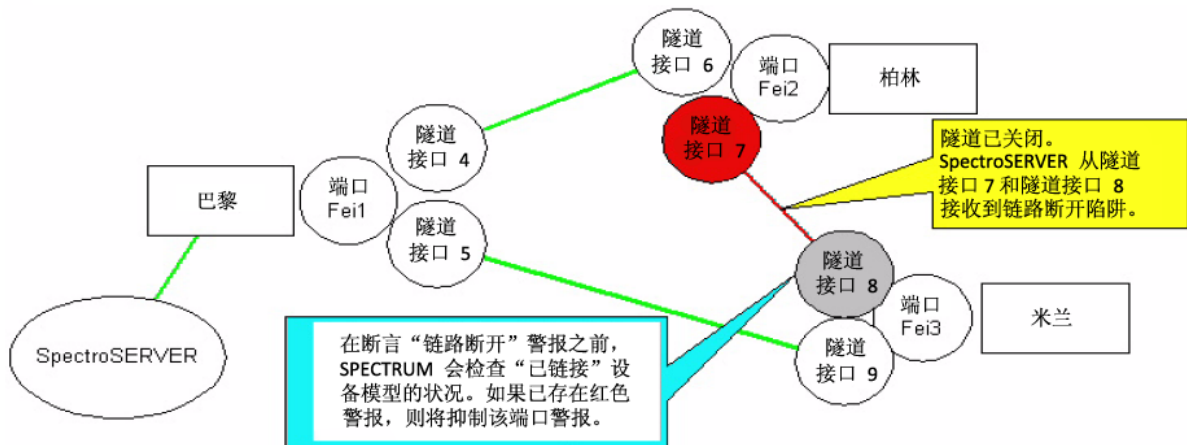 隧道
接口 6
端口
Fei2
柏林
隧道
接口 4
隧道
接口 7
隧道已关闭。
SpectroSERVER 从隧道
接口 7 和隧道接口 8
接收到链路断开陷阱。
巴黎
端口
Fei1
隧道
接口 5
隧道
接口 8
端口
Fei3
米兰
SpectroSERVER
在断言“链路断开”警报之前，
SPECTRUM 会检查“已链接”设
备模型的状况。如果已存在红色
警报，则将抑制该端口警报。
隧道
接口 9